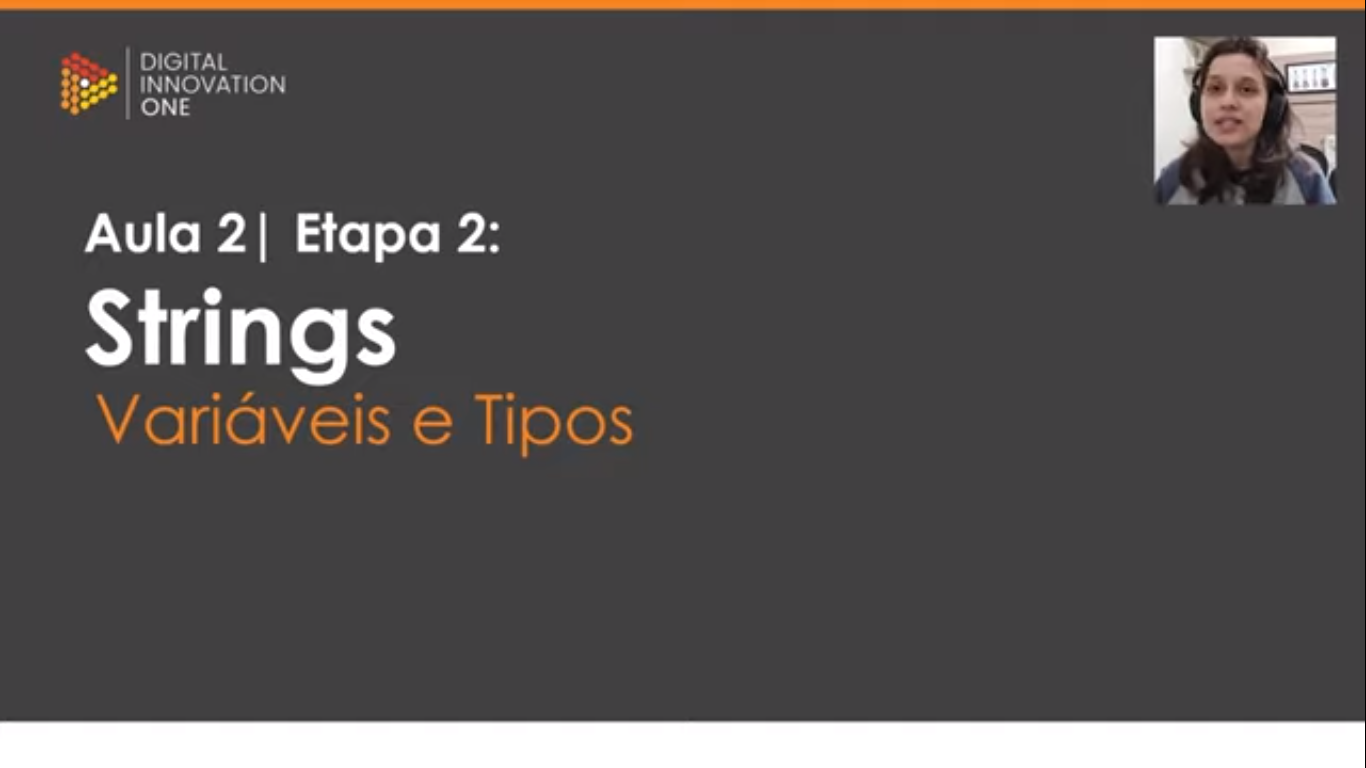 DIGITAL
INNOVATION
ONE
Aula 2| Etapa 2:
Strings
Variáveis e Tipos